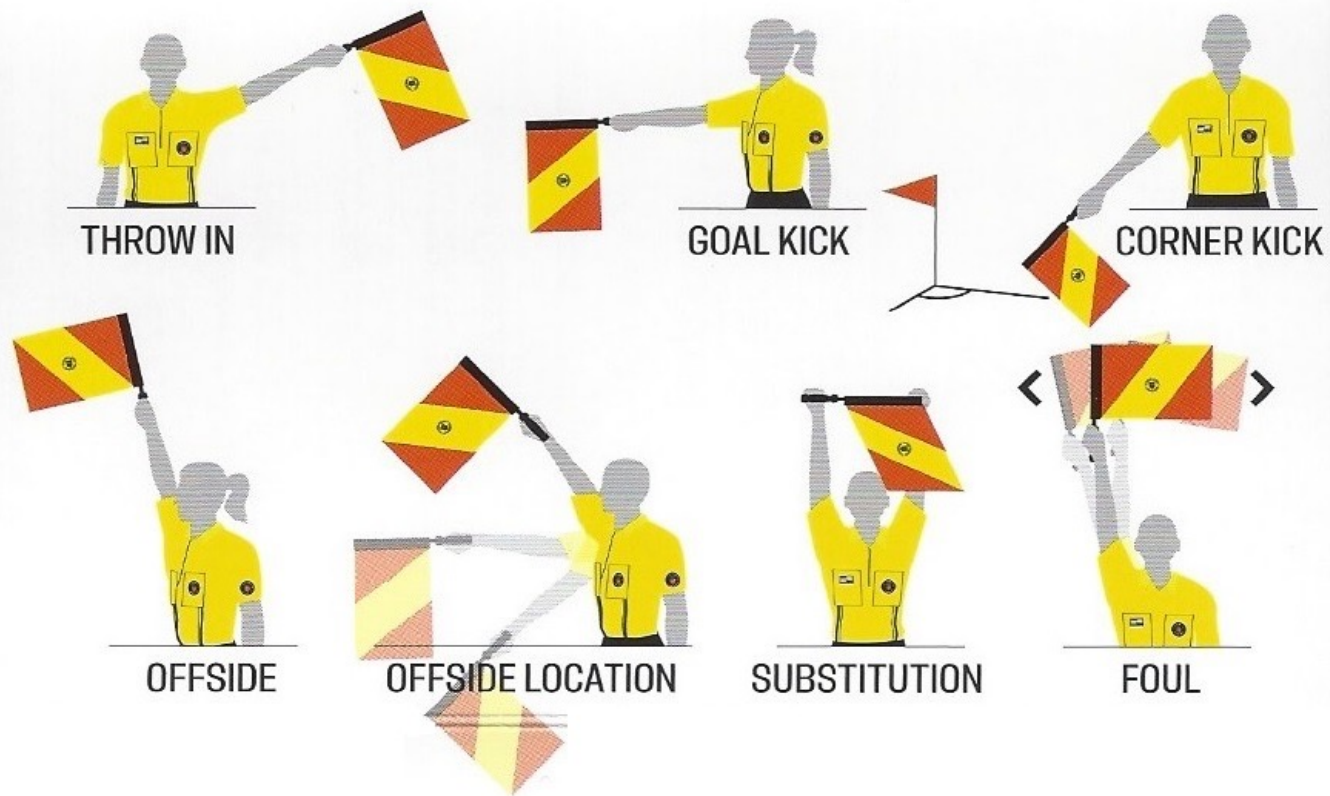 THROW IN
GOAL KICK
CORNER KICK
OFFSIDE
OFFSIDE LOCATION
SUBSTITUTION
FOUL